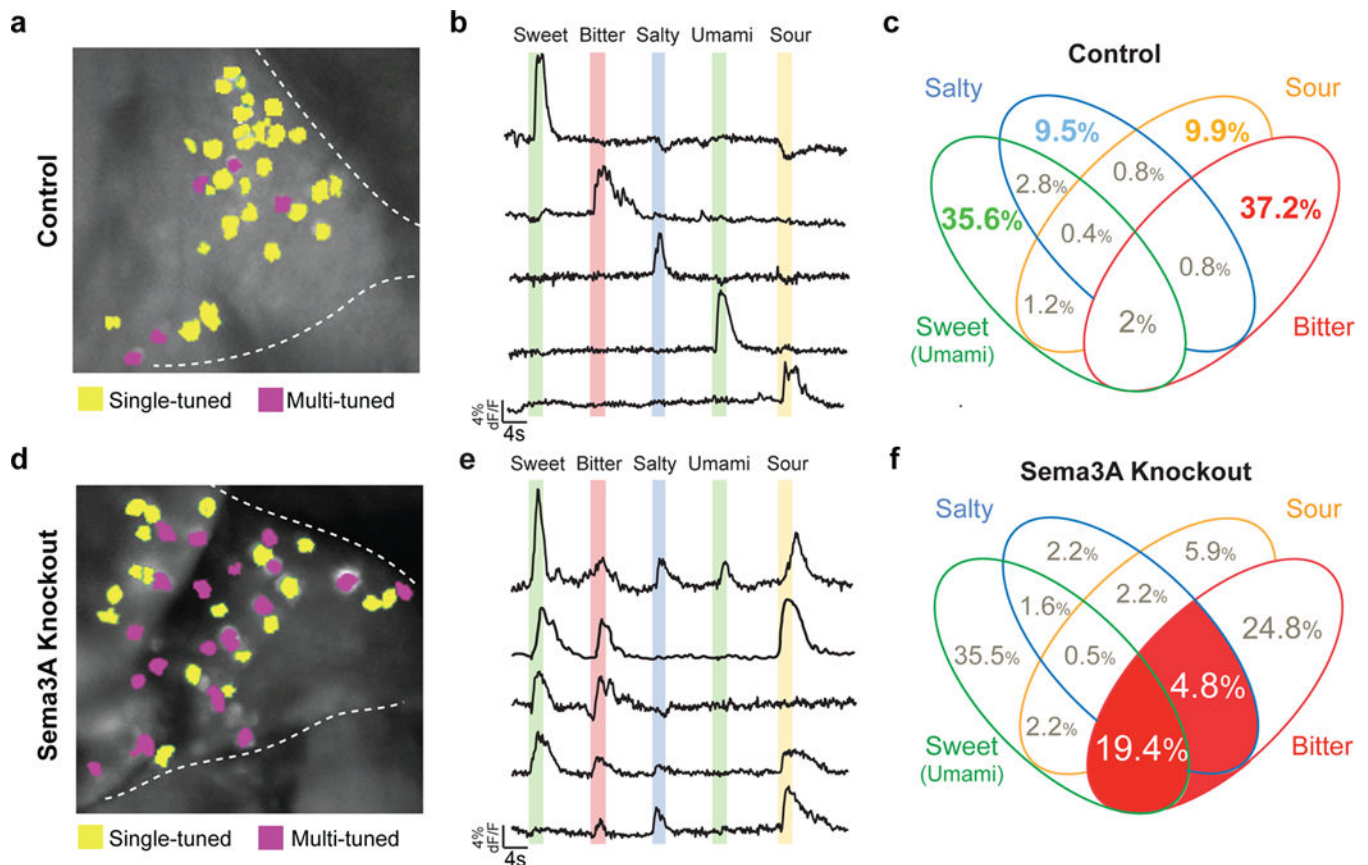 a
Control
Single-tuned Multi-tuned
b
Sweet Bitter Salty Umami Sour
4%
dF/F
4s
c
Control
Salty Sour
9.5% 9.9%
2.8% 0.8%
35.6% 0.4% 37.2%
0.8%
1.2% 2%
Sweet Bitter
(Umami)
d
Sema3A Knockout
Single-tuned Multi-tuned
e
Sweet Bitter Salty Umami Sour
4%
dF/F
4s
f
Sema3A Knockout
Salty Sour
2.2% 5.9%
1.6% 2.2%
35.5% 0.5% 24.8%
4.8%
2.2% 19.4%
Sweet Bitter
(Umami)